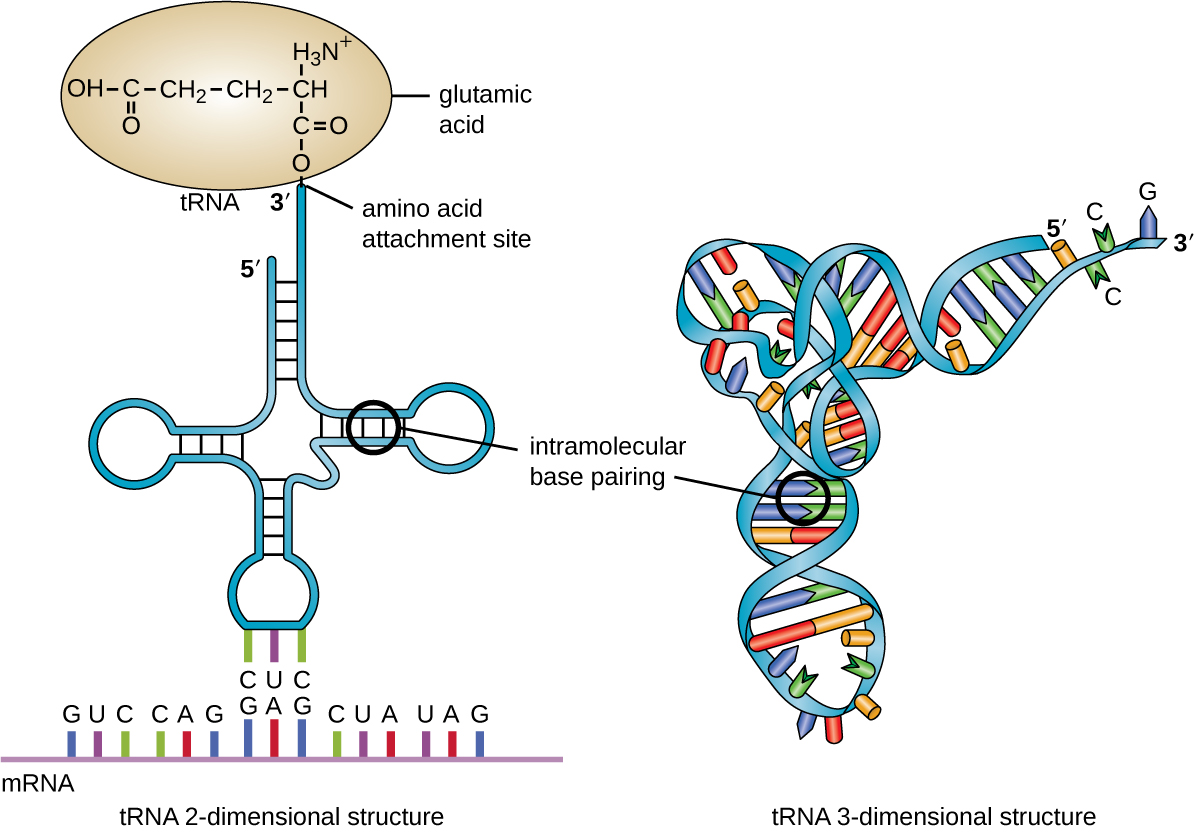 H₃N⁺
OH–C–CH₂–CH₂–CH
O
C=O
O
glutamic
acid
tRNA 3′
amino acid
attachment site
5′
intramolecular
base pairing
C U C
G U C C A G G A G C U A U A G
mRNA
tRNA 2-dimensional structure
G
C
5′
3′
C
tRNA 3-dimensional structure